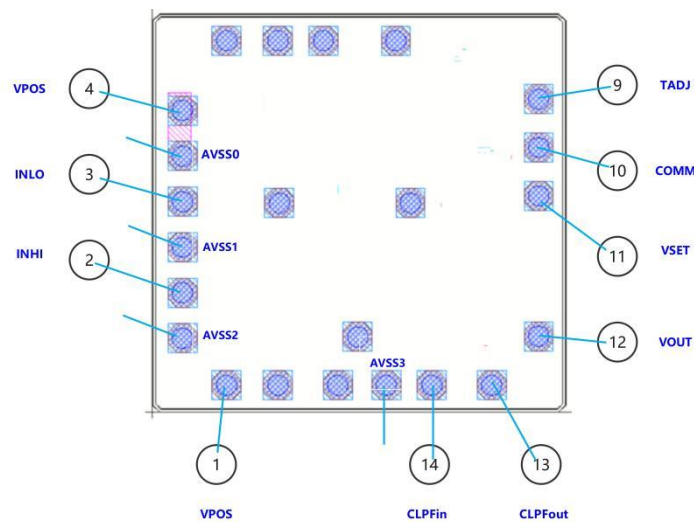 VPOS 4 9 TADJ
AVSS0
INLO 3 10 COMM
AVSS1
INHI 2 11 VSET
AVSS2 12 VOUT
AVSS3
1 14 13
VPOS CLPFin CLPFout